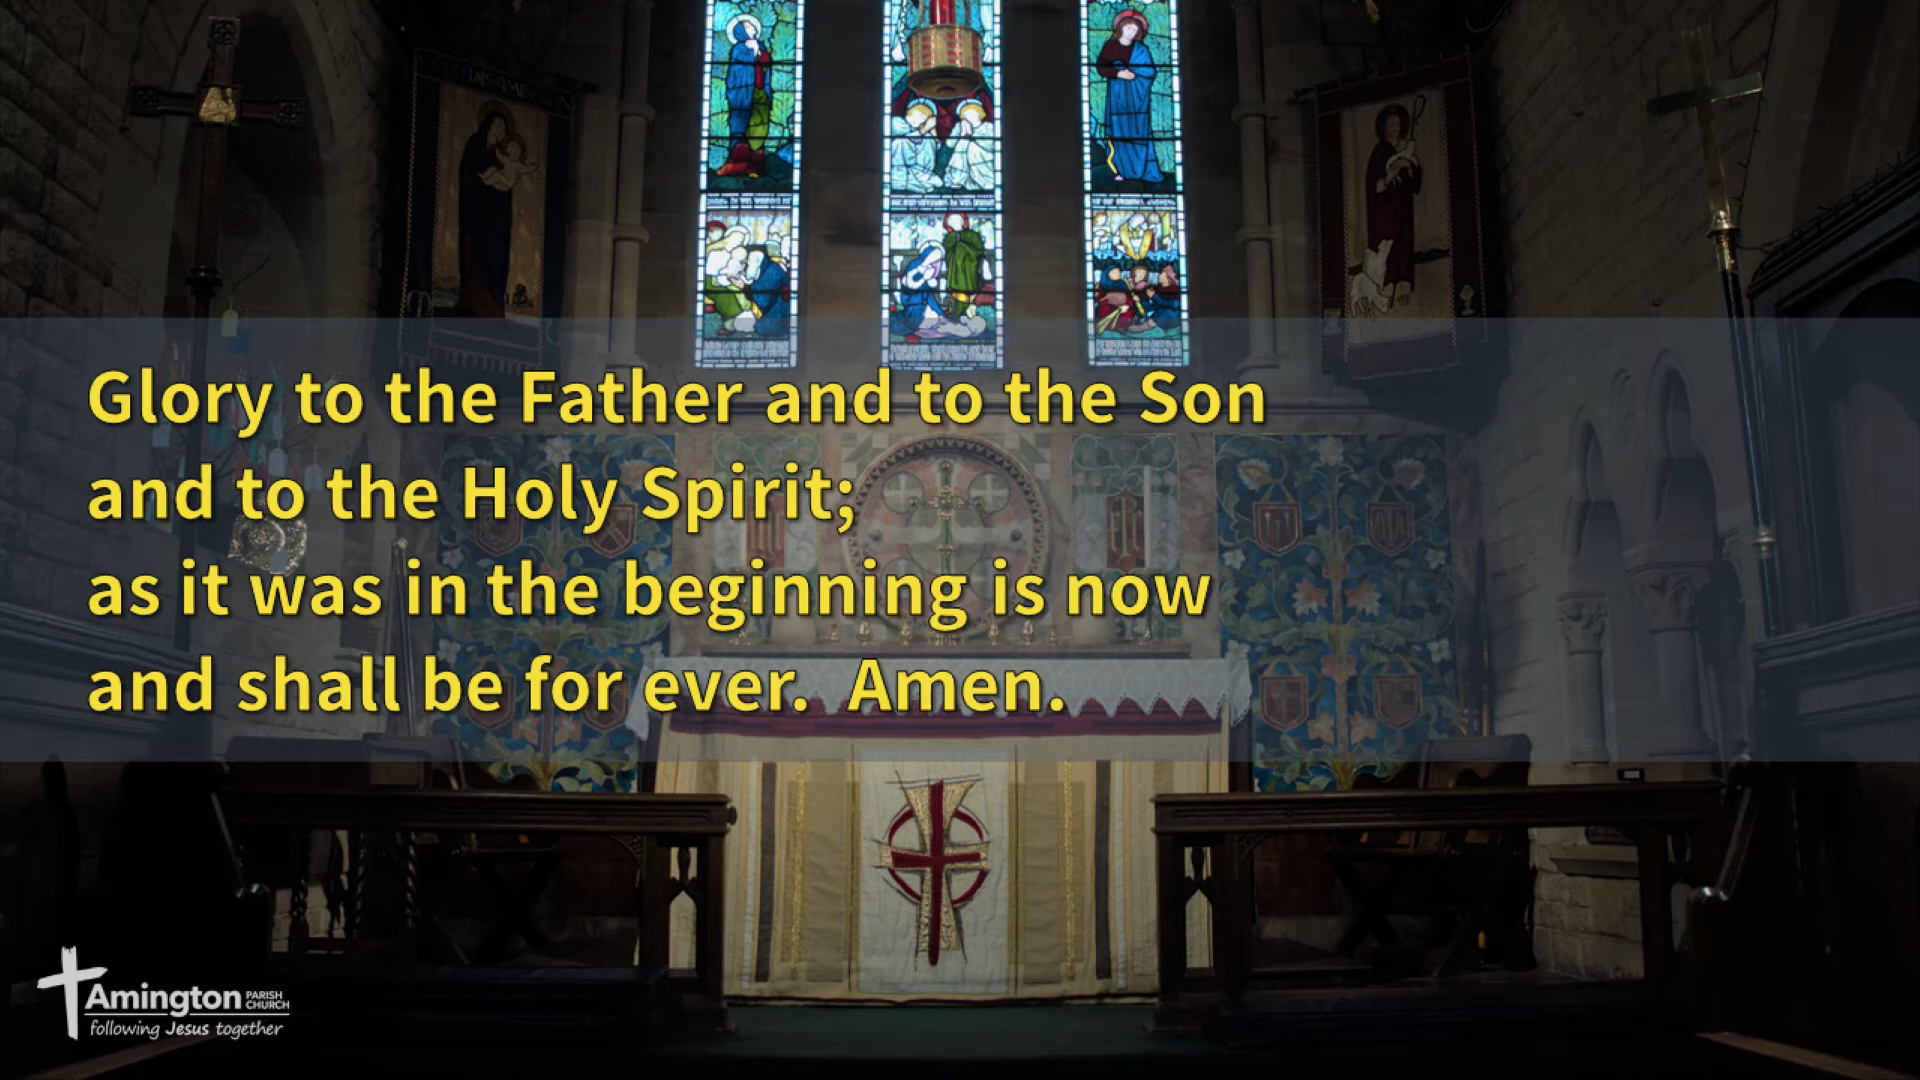 Glory to the Father and to the Son
and to the Holy Spirit;
as it was in the beginning is now
and shall be for ever.  Amen.
Amington PARISH CHURCH
following Jesus together